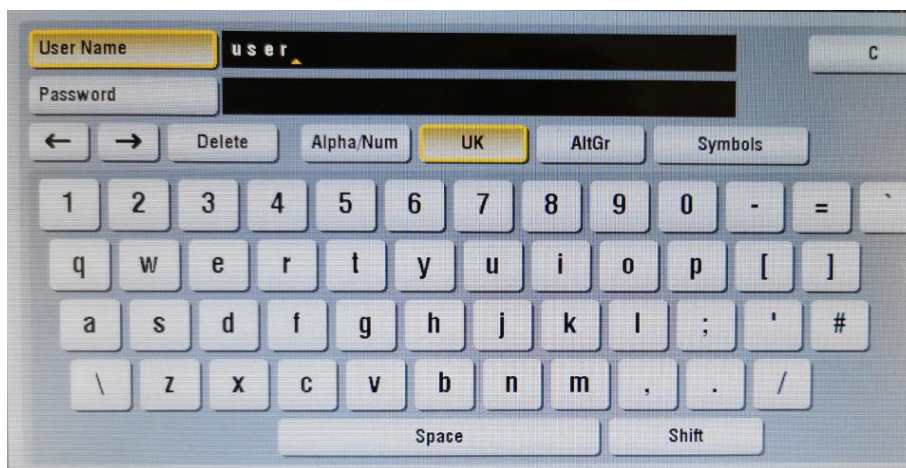 User Name user C
Password
← → Delete Alpha/Num UK AltGr Symbols
1 2 3 4 5 6 7 8 9 0 - = `
q w e r t y u i o p [ ]
a s d f g h j k l ; ' #
\ z x c v b n m , . /
Space Shift